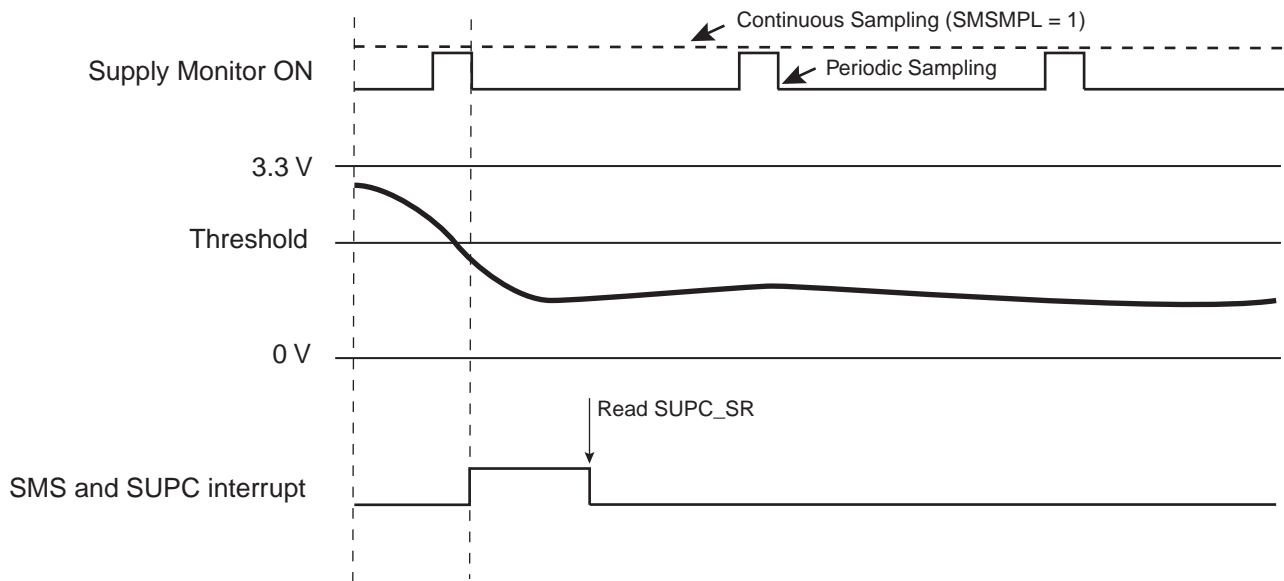 Continuous Sampling (SMSMPL = 1)
Supply Monitor ON
Periodic Sampling
3.3 V
Threshold
0 V
Read SUPC_SR
SMS and SUPC interrupt